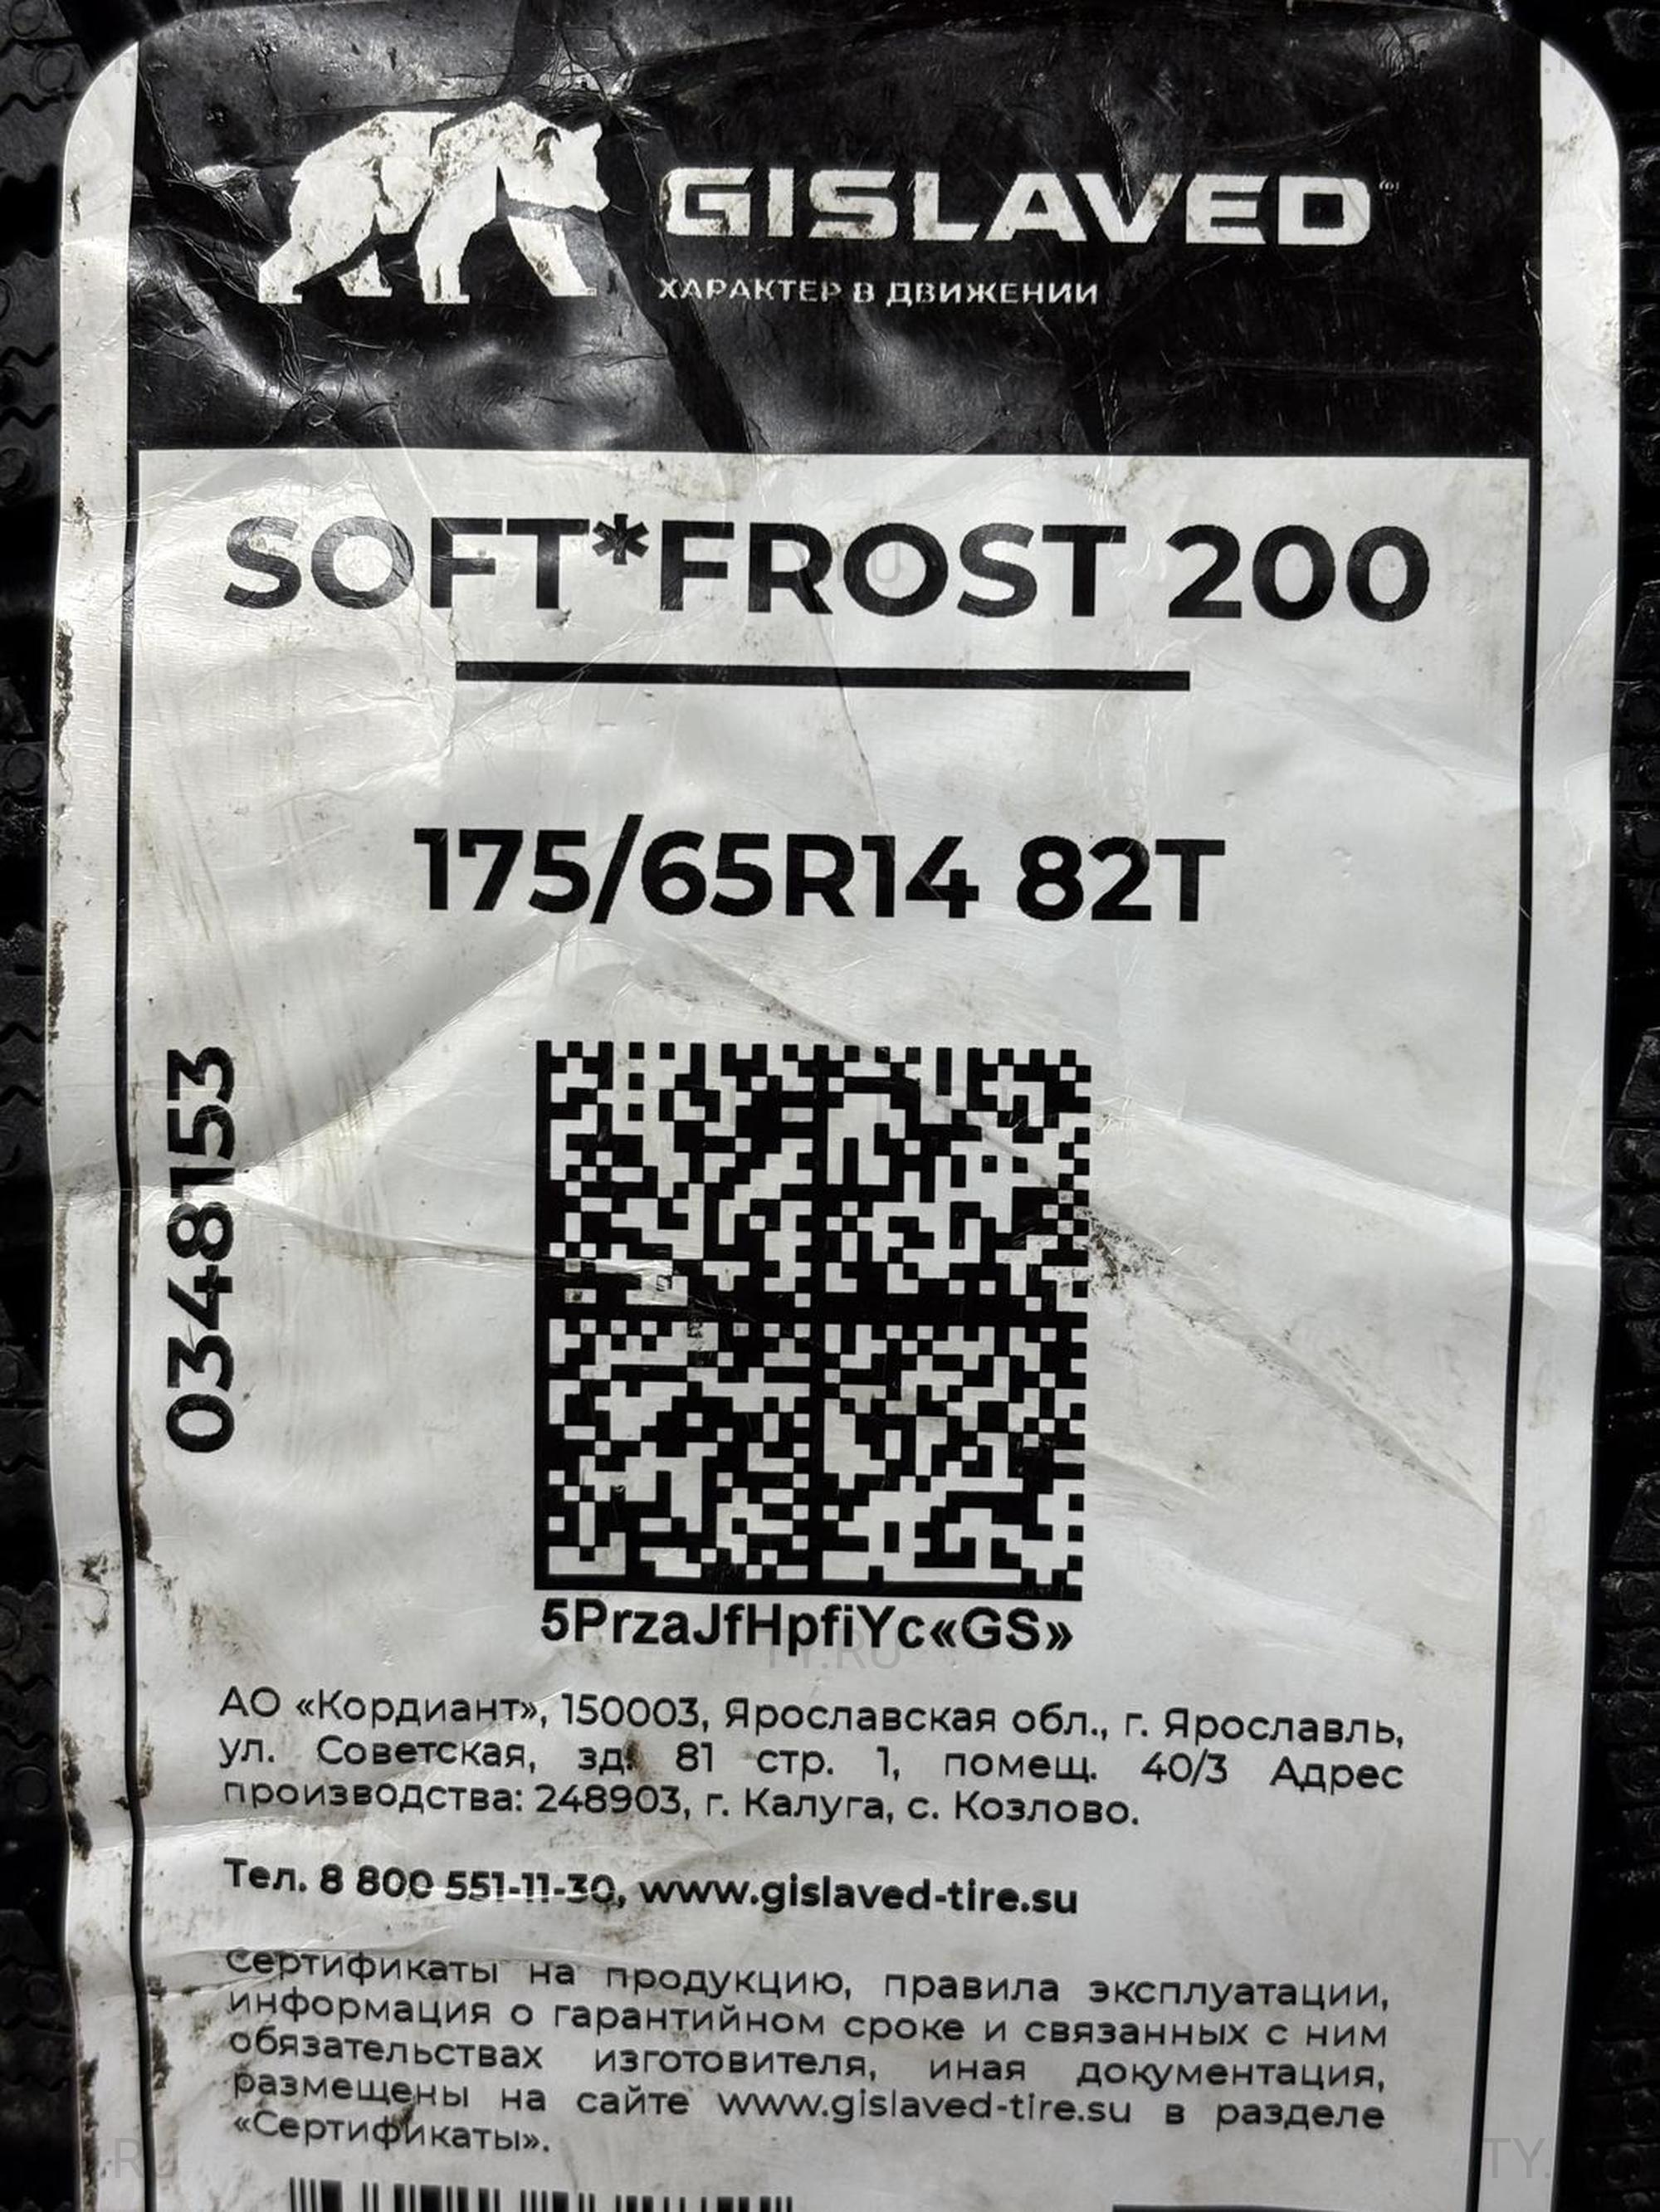 GISLAVED
ХАРАКТЕР В ДВИЖЕНИИ
SOFT*FROST 200
175/65R14 82T
0348153
5PrzaJfHpfiYc«GS»
АО «Кордиант», 150003, Ярославская обл., г. Ярославль,
ул. Советская, зд. 81 стр. 1, помещ. 40/3 Адрес
производства: 248903, г. Калуга, с. Козлово.
Тел. 8 800 551-11-30, www.gislaved-tire.su
Сертификаты на продукцию, правила эксплуатации,
информация о гарантийном сроке и связанных с ним
обязательствах изготовителя, иная документация,
размещены на сайте www.gislaved-tire.su в разделе
«Сертификаты».